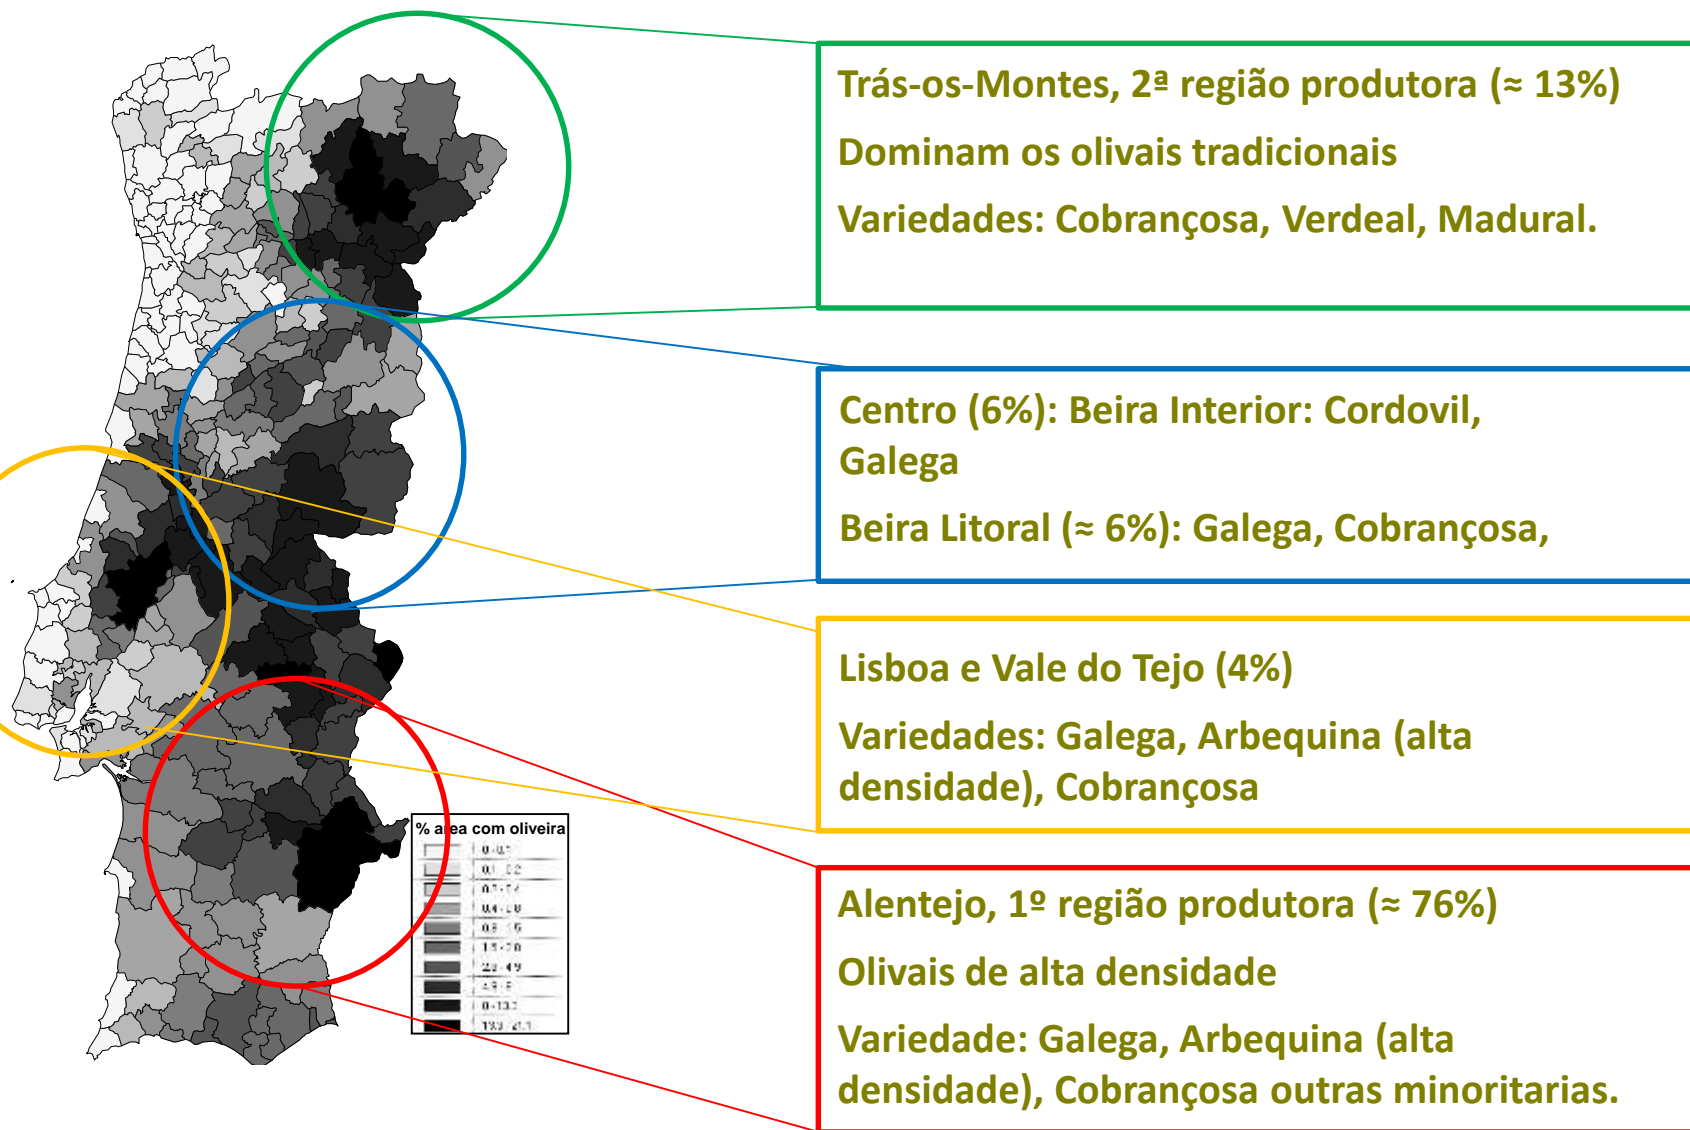 Trás-os-Montes, 2ª região produtora (≈ 13%)
Dominam os olivais tradicionais
Variedades: Cobrançosa, Verdeal, Madural.
Centro (6%): Beira Interior: Cordovil,
Galega
Beira Litoral (≈ 6%): Galega, Cobrançosa,
Lisboa e Vale do Tejo (4%)
Variedades: Galega, Arbequina (alta
densidade), Cobrançosa
Alentejo, 1º região produtora (≈ 76%)
Olivais de alta densidade
Variedade: Galega, Arbequina (alta
densidade), Cobrançosa outras minoritarias.
% area com oliveira